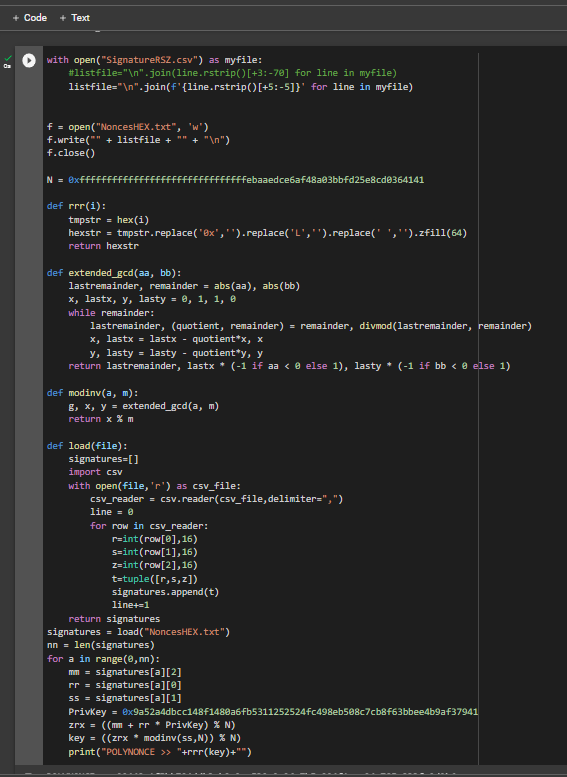 + Code + Text
with open("SignatureRSZ.csv") as myfile:
#listfile="\n".join(line.rstrip()[+3:-70] for line in myfile)
listfile="\n".join(f'{line.rstrip()[+5:-5]}' for line in myfile)
f = open("NoncesHEX.txt", 'w')
f.write("" + listfile + "" + "\n")
f.close()
N = 0xfffffffffffffffffffffffffffffffebaaedce6af48a03bbfd25e8cd0364141
def rrr(i):
tmpstr = hex(i)
hexstr = tmpstr.replace('0x','').replace('L','').replace(' ','').zfill(64)
return hexstr
def extended_gcd(aa, bb):
lastremainder, remainder = abs(aa), abs(bb)
x, lastx, y, lasty = 0, 1, 1, 0
while remainder:
lastremainder, (quotient, remainder) = remainder, divmod(lastremainder, remainder)
x, lastx = lastx - quotient*x, x
y, lasty = lasty - quotient*y, y
return lastremainder, lastx * (-1 if aa < 0 else 1), lasty * (-1 if bb < 0 else 1)
def modinv(a, m):
g, x, y = extended_gcd(a, m)
return x % m
def load(file):
signatures=[]
import csv
with open(file,'r') as csv_file:
csv_reader = csv.reader(csv_file,delimiter=",")
line = 0
for row in csv_reader:
r=int(row[0],16)
s=int(row[1],16)
z=int(row[2],16)
t=tuple([r,s,z])
signatures.append(t)
line+=1
return signatures
signatures = load("NoncesHEX.txt")
nn = len(signatures)
for a in range(0,nn):
mm = signatures[a][2]
rr = signatures[a][0]
ss = signatures[a][1]
PrivKey = 0x9a52a4dbcc148f1480a6fb5311252524fc498eb508c7cb8f63bbee4b9af37941
zrx = ((mm + rr * PrivKey) % N)
key = ((zrx * modinv(ss,N)) % N)
print("POLYNONCE >> "+rrr(key)+"")